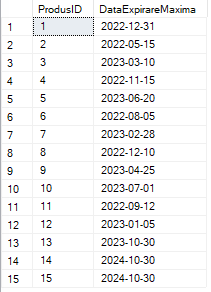 ProdusID DataExpirareMaxima
1 1 2022-12-31
2 2 2022-05-15
3 3 2023-03-10
4 4 2022-11-15
5 5 2023-06-20
6 6 2022-08-05
7 7 2023-02-28
8 8 2022-12-10
9 9 2023-04-25
10 10 2023-07-01
11 11 2022-09-12
12 12 2023-01-05
13 13 2023-10-30
14 14 2024-10-30
15 15 2024-10-30